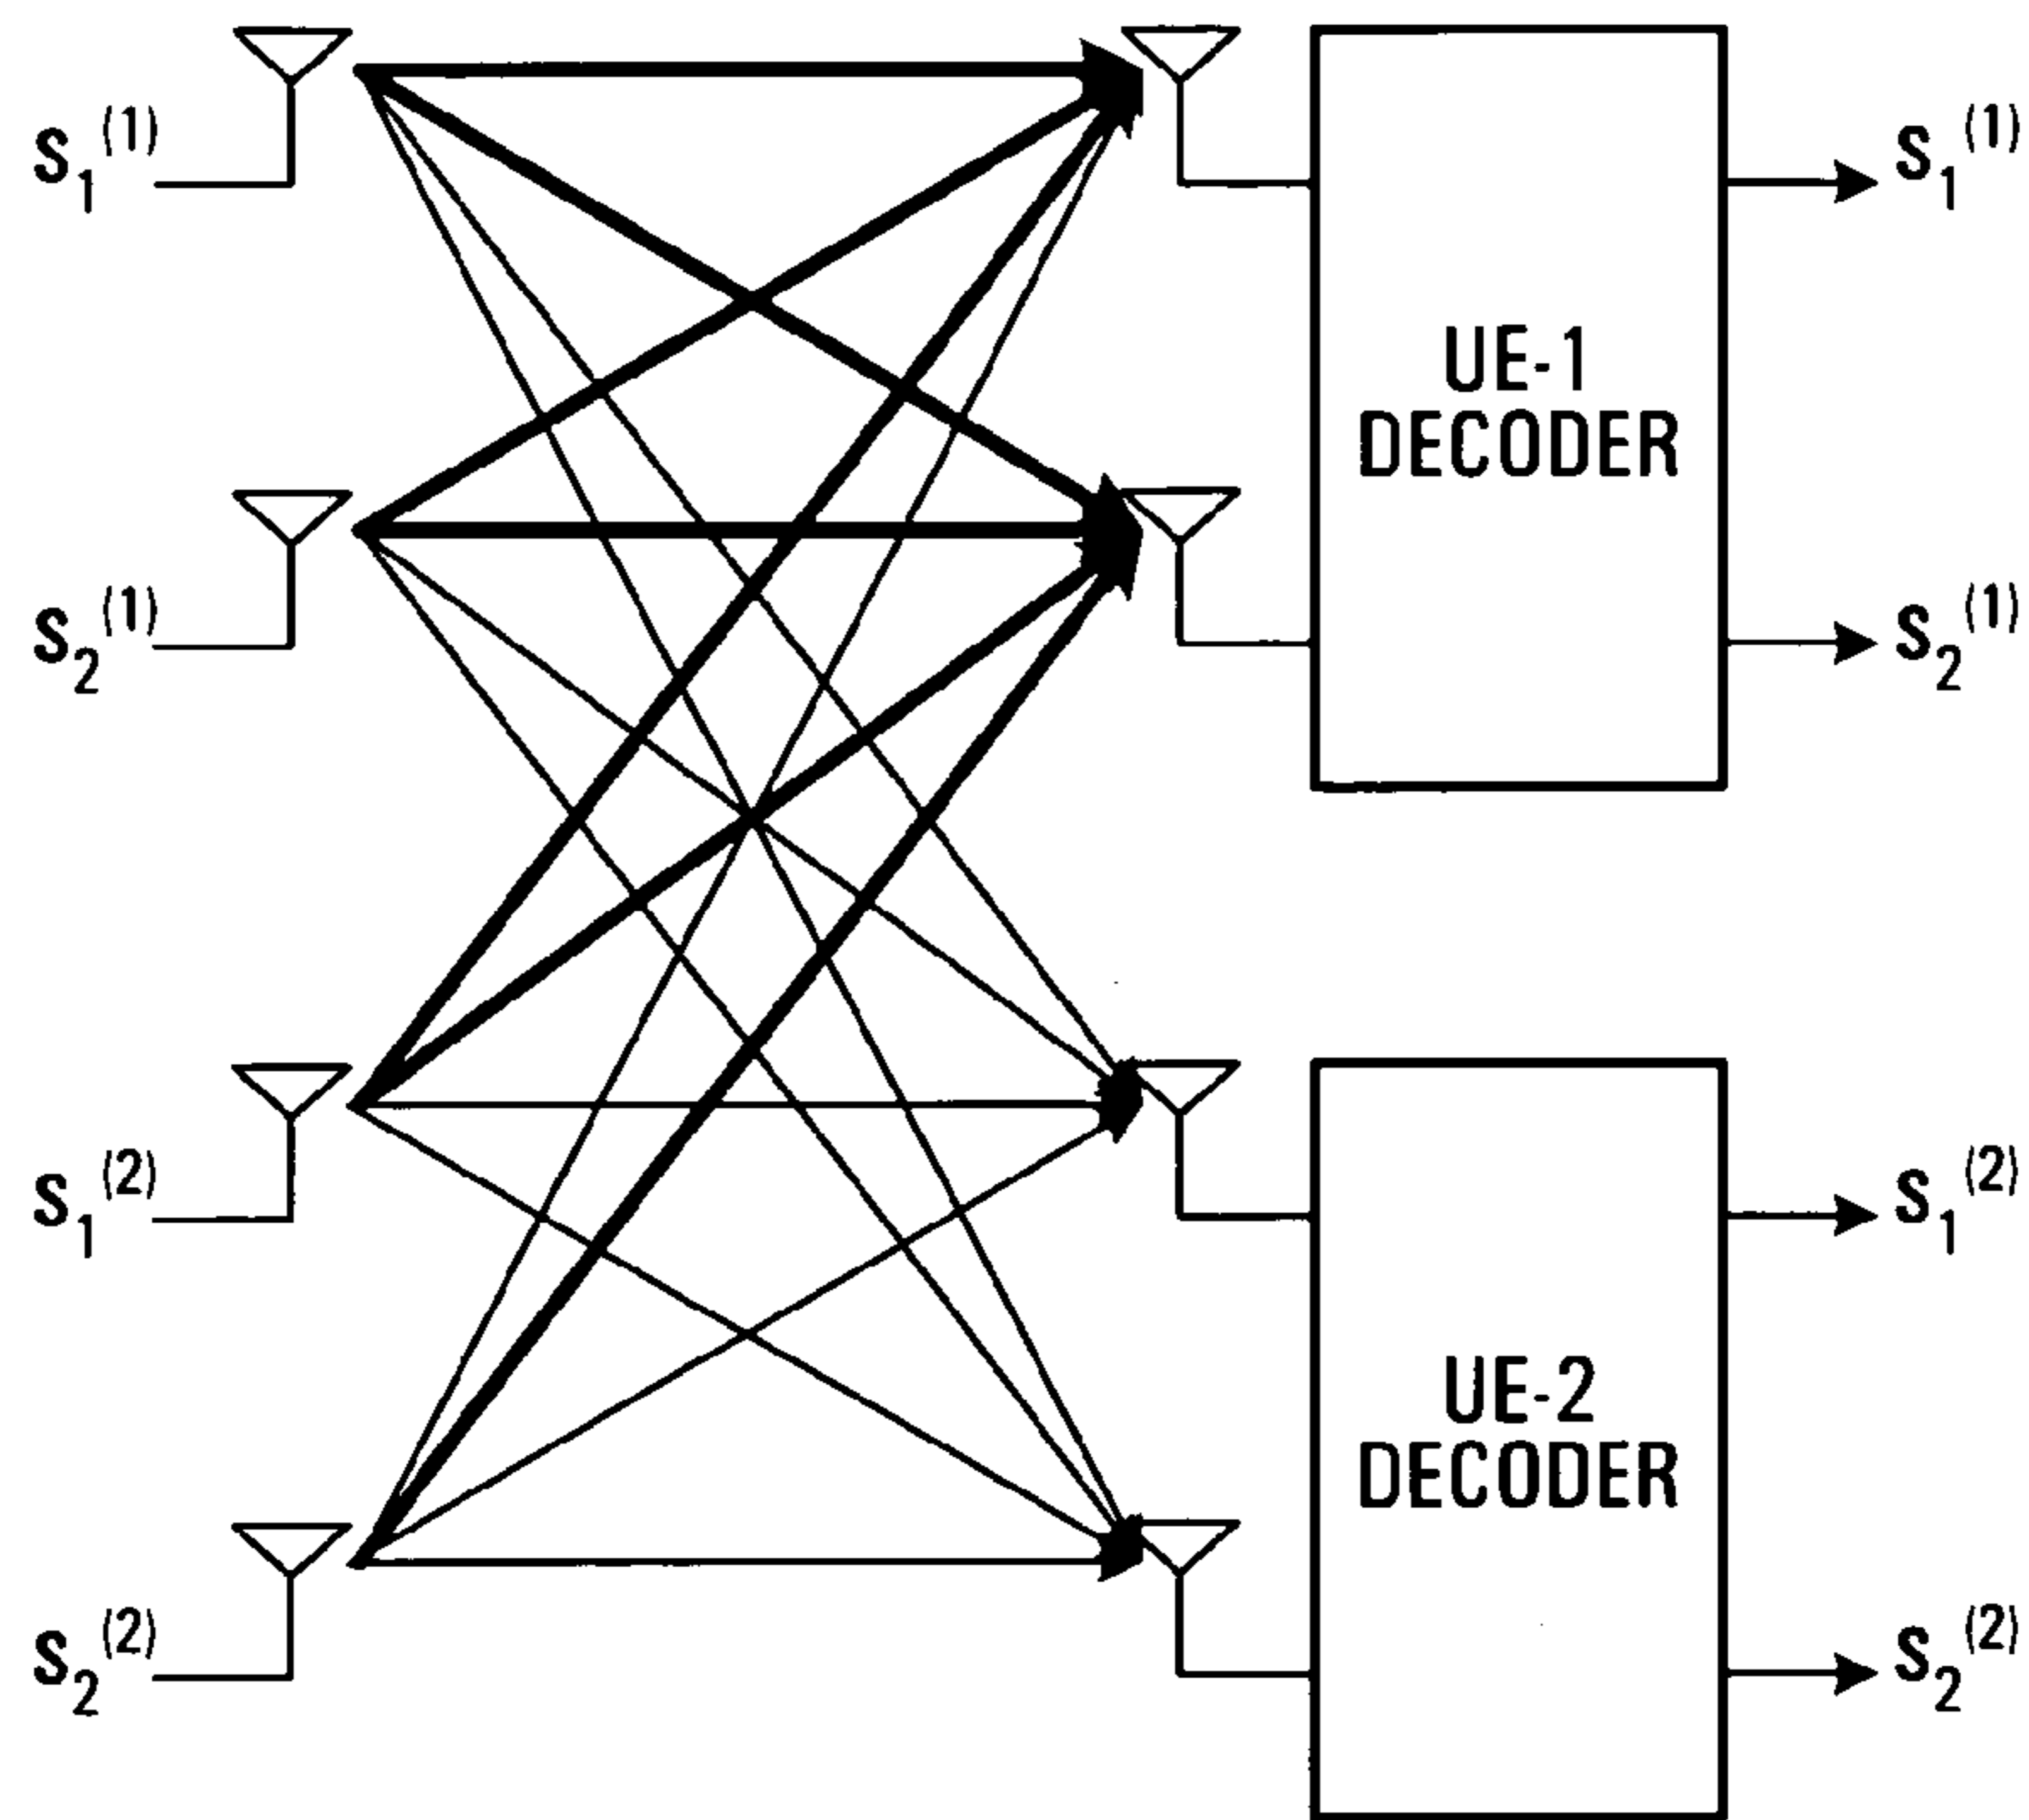 S1(1)
S1(1)
UE-1
DECODER
S2(1)
S2(1)
S1(2)
S1(2)
UE-2
DECODER
S2(2)
S2(2)